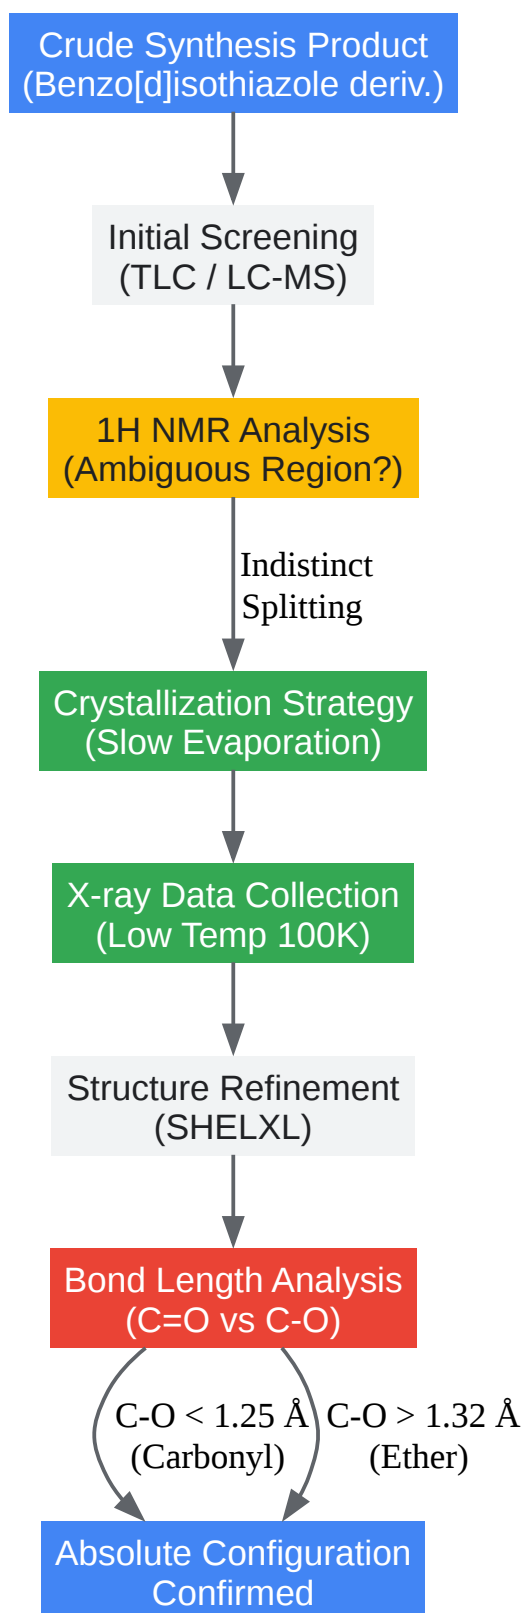 Crude Synthesis Product
(Benzo[d]isothiazole deriv.)
Initial Screening
(TLC / LC-MS)
1H NMR Analysis
(Ambiguous Region?)
Indistinct
Splitting
Crystallization Strategy
(Slow Evaporation)
X-ray Data Collection
(Low Temp 100K)
Structure Refinement
(SHELXL)
Bond Length Analysis
(C=O vs C-O)
C-O < 1.25 Å
(Carbonyl)
C-O > 1.32 Å
(Ether)
Absolute Configuration
Confirmed